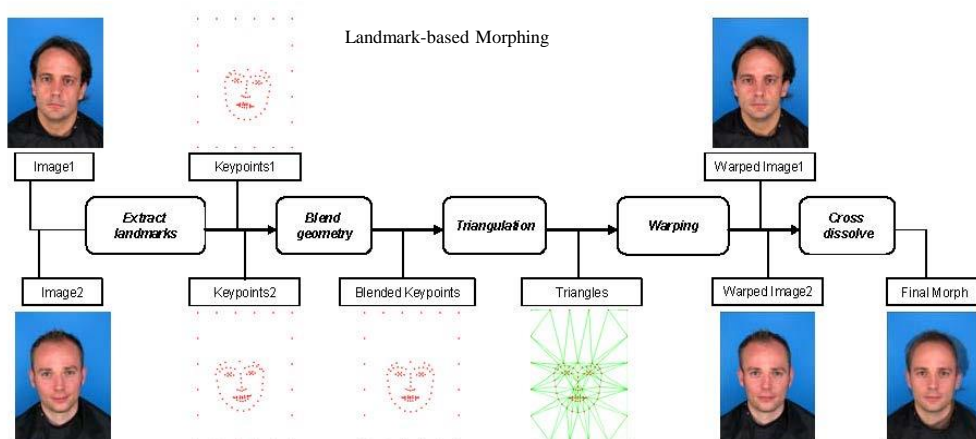 Landmark-based Morphing
Image1
Keypoints1
Warped Image1
Extract
landmarks
Blend
geometry
Triangulation
Warping
Cross
dissolve
Image2
Keypoints2
Blended Keypoints
Triangles
Warped Image2
Final Morph